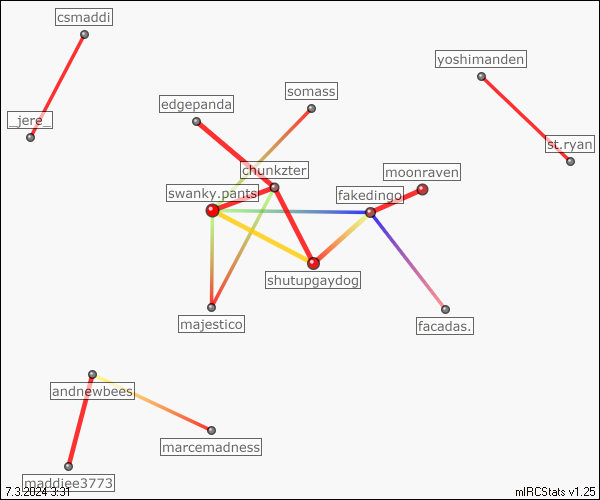 csmaddi
yoshimanden
somass
edgepanda
_jere_
st.ryan
chunkzter
moonraven
swanky.pants
fakedingo
shutupgaydog
majestico
facadas.
andnewbees
marcemadness
maddiee3773
7.3.2024 3:31
mIRCStats v1.25